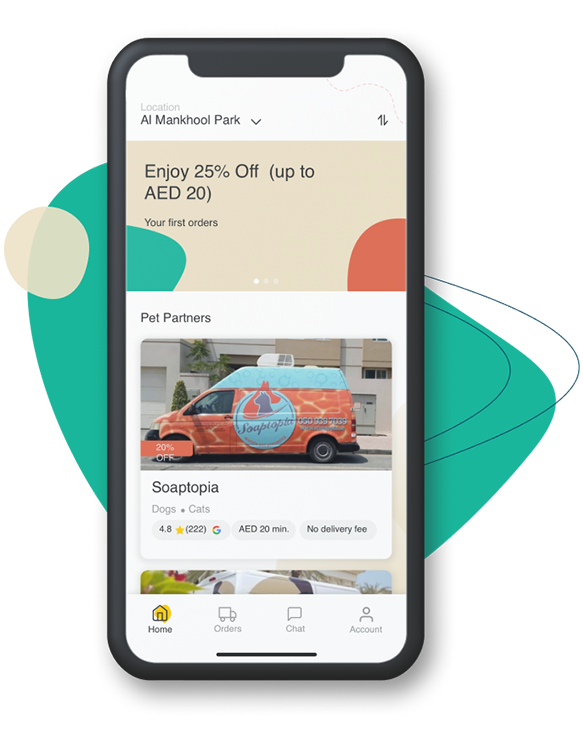 Location
Al Mankhool Park
Enjoy 25% Off (up to
AED 20)
Your first orders
Pet Partners
Soaptopia
20%
OFF
Soaptopia
Dogs • Cats
4.8 ⭐(222) AED 20 min. No delivery fee
Home Orders Chat Account